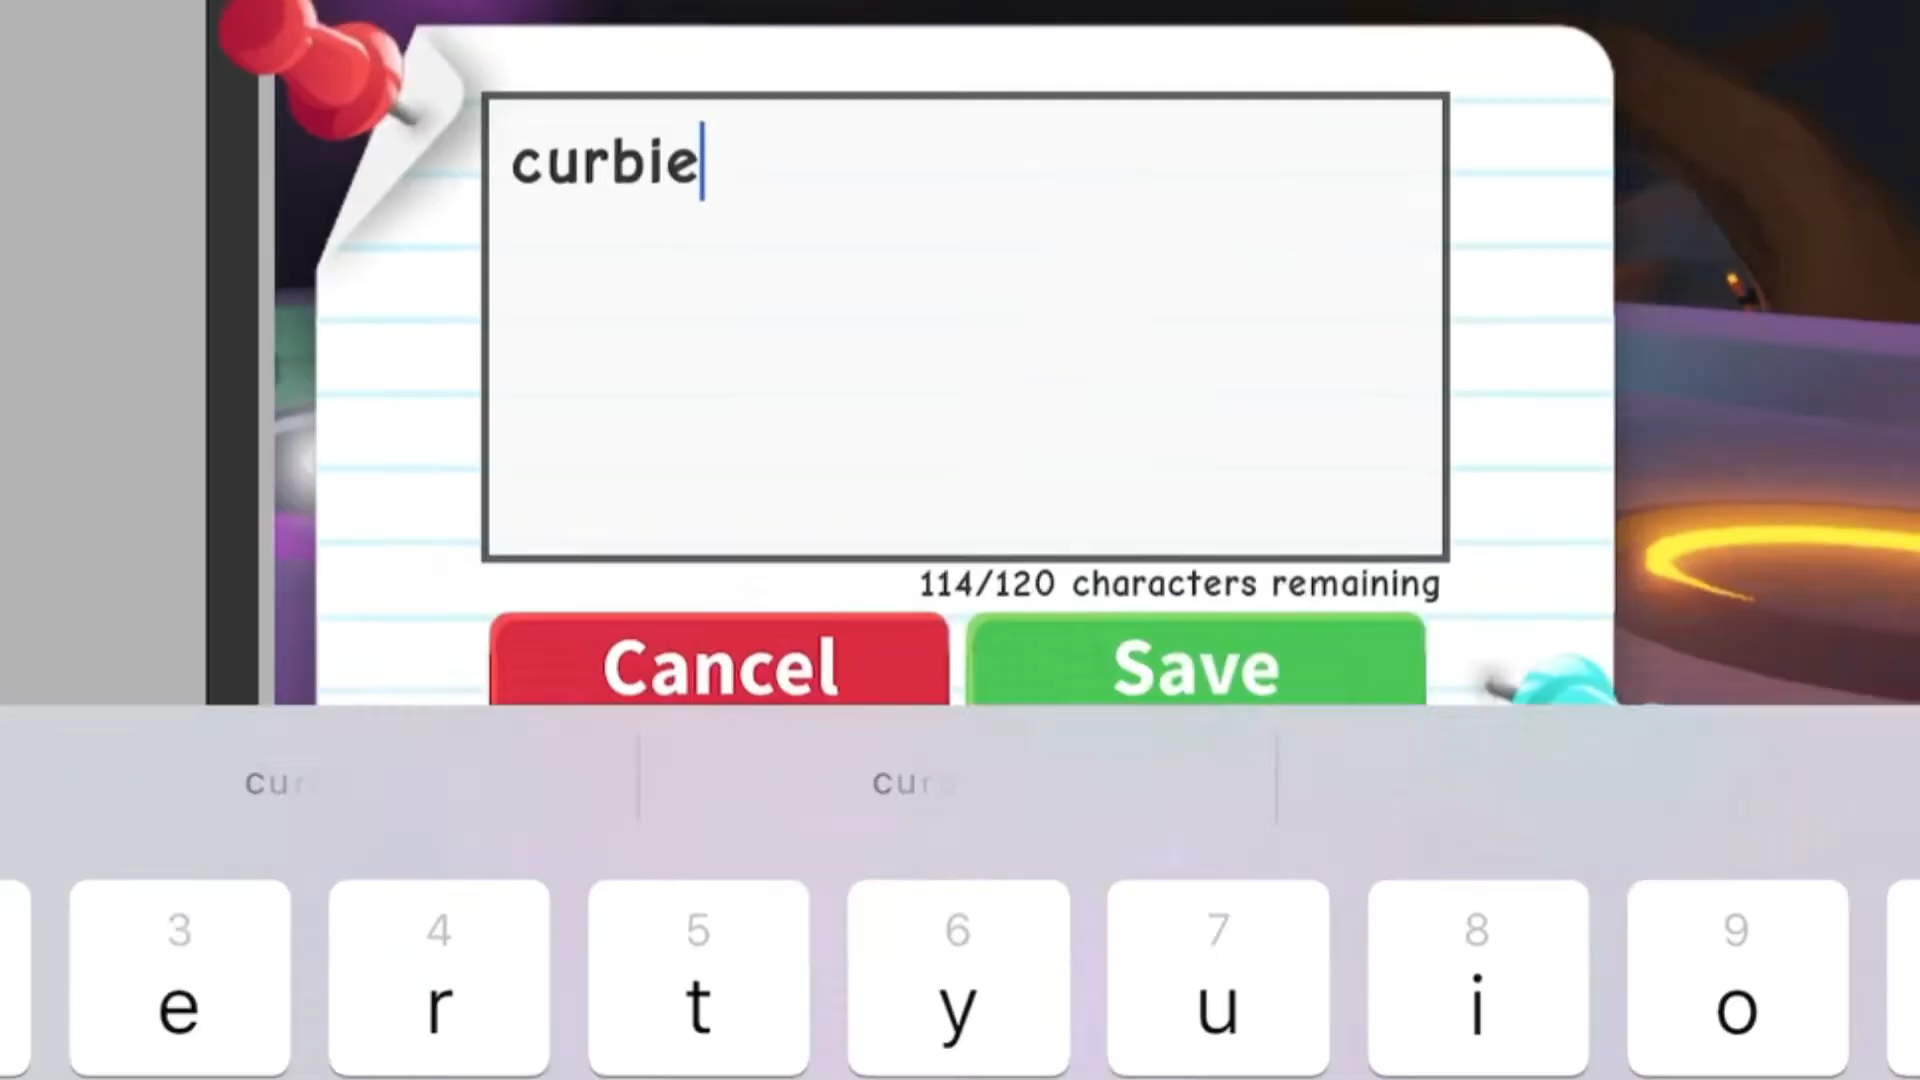 curbie
114/120 characters remaining
Cancel Save
3 4 5 6 7 8 9
e r t y u i o